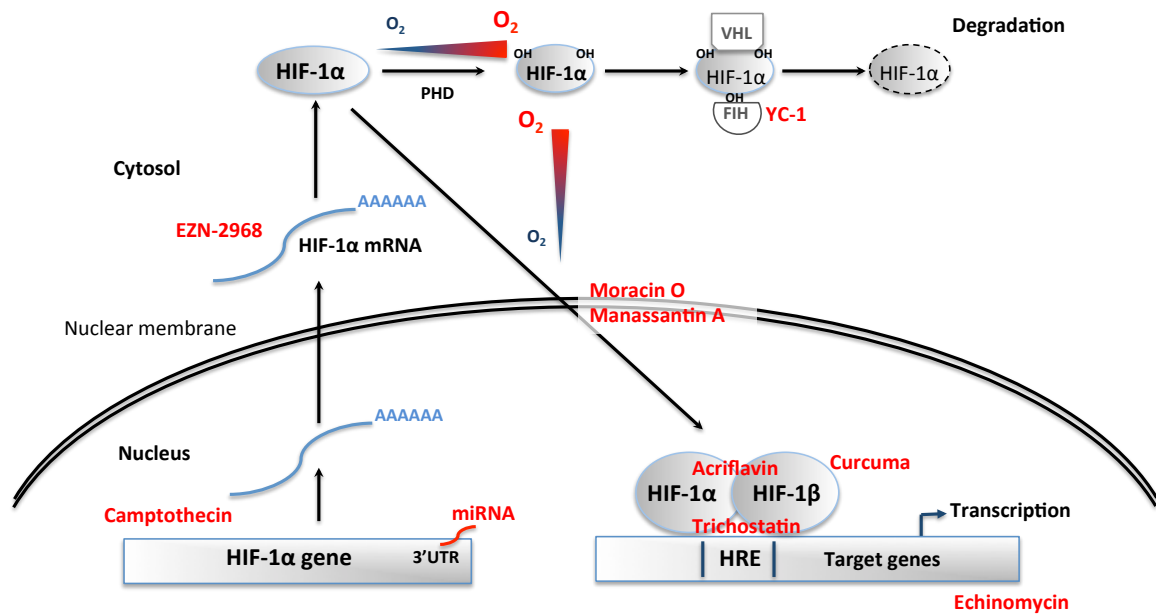 O2
O2
Degradation
VHL
OH
OH
OH
OH
HIF-1α
HIF-1α
HIF-1α
HIF-1α
PHD
OH
FIH
YC-1
O2
Cytosol
AAAAAA
EZN-2968
HIF-1α mRNA
O2
Moracin O
Manassantin A
Nuclear membrane
AAAAAA
Nucleus
Acriflavin
Curcuma
HIF-1α
HIF-1β
Camptothecin
miRNA
Trichostatin
Transcription
HIF-1α gene
3'UTR
HRE
Target genes
Echinomycin